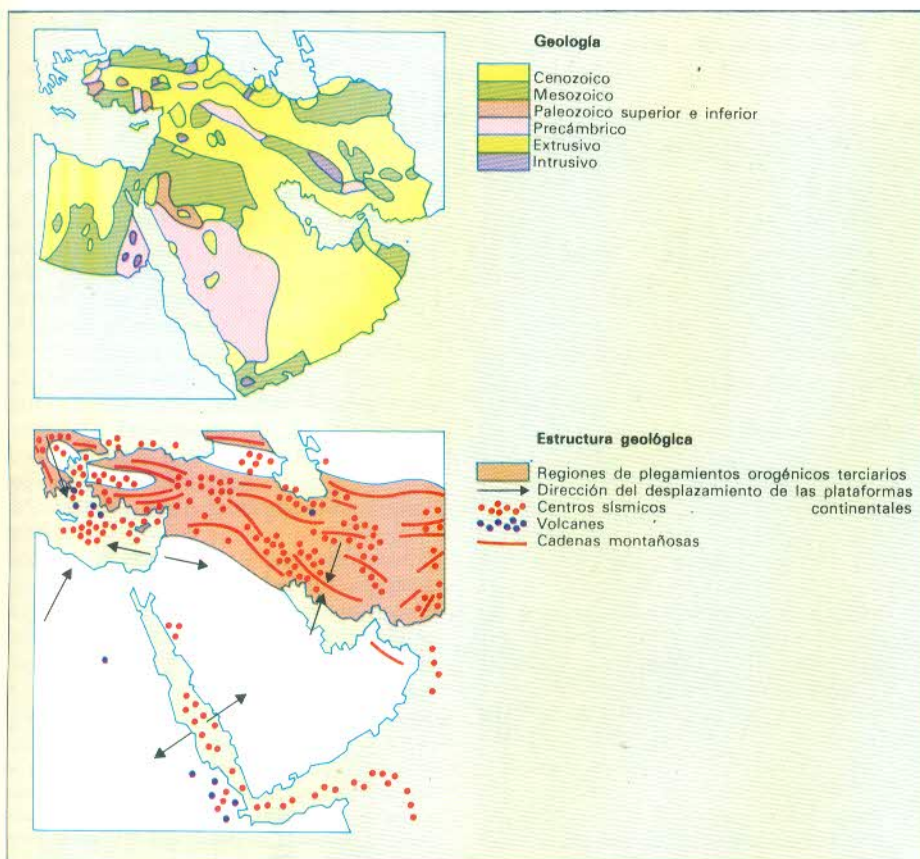 Geología
Cenozoico
Mesozoico
Paleozoico superior e inferior
Precámbrico
Extrusivo
Intrusivo
Estructura geológica
Regiones de plegamientos orogénicos terciarios
Dirección del desplazamiento de las plataformas
Centros sísmicos continentales
Volcanes
Cadenas montañosas